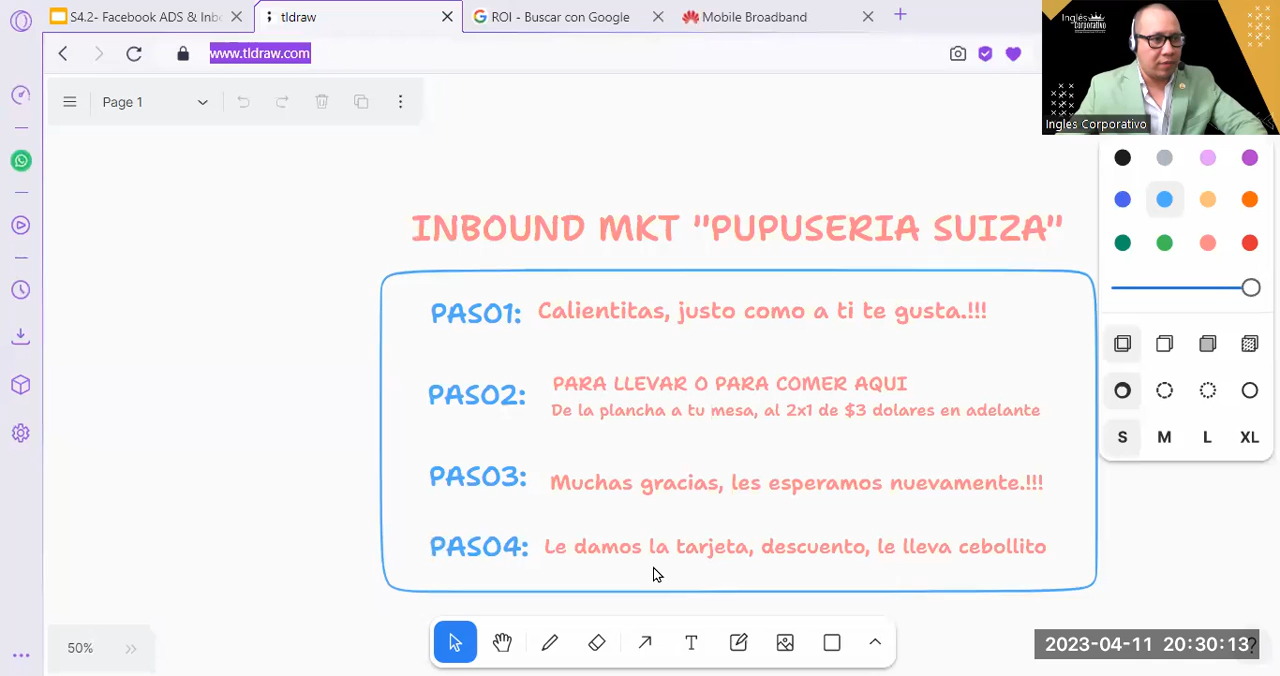 S4.2- Facebook ADS & Inbo
tldraw
ROI - Buscar con Google
Mobile Broadband
www.tldraw.com
Page 1
Inglés
Corporativo
Inglés Corporativo
INBOUND MKT "PUPUSERIA SUIZA"
PASO1: Calientitas, justo como a ti te gusta.!!!
PASO2: PARA LLEVAR O PARA COMER AQUI
De la plancha a tu mesa, al 2x1 de $3 dolares en adelante
PASO3: Muchas gracias, les esperamos nuevamente.!!!
PASO4: Le damos la tarjeta, descuento, le lleva cebollito
S M L XL
50%
2023-04-11 20:30:13